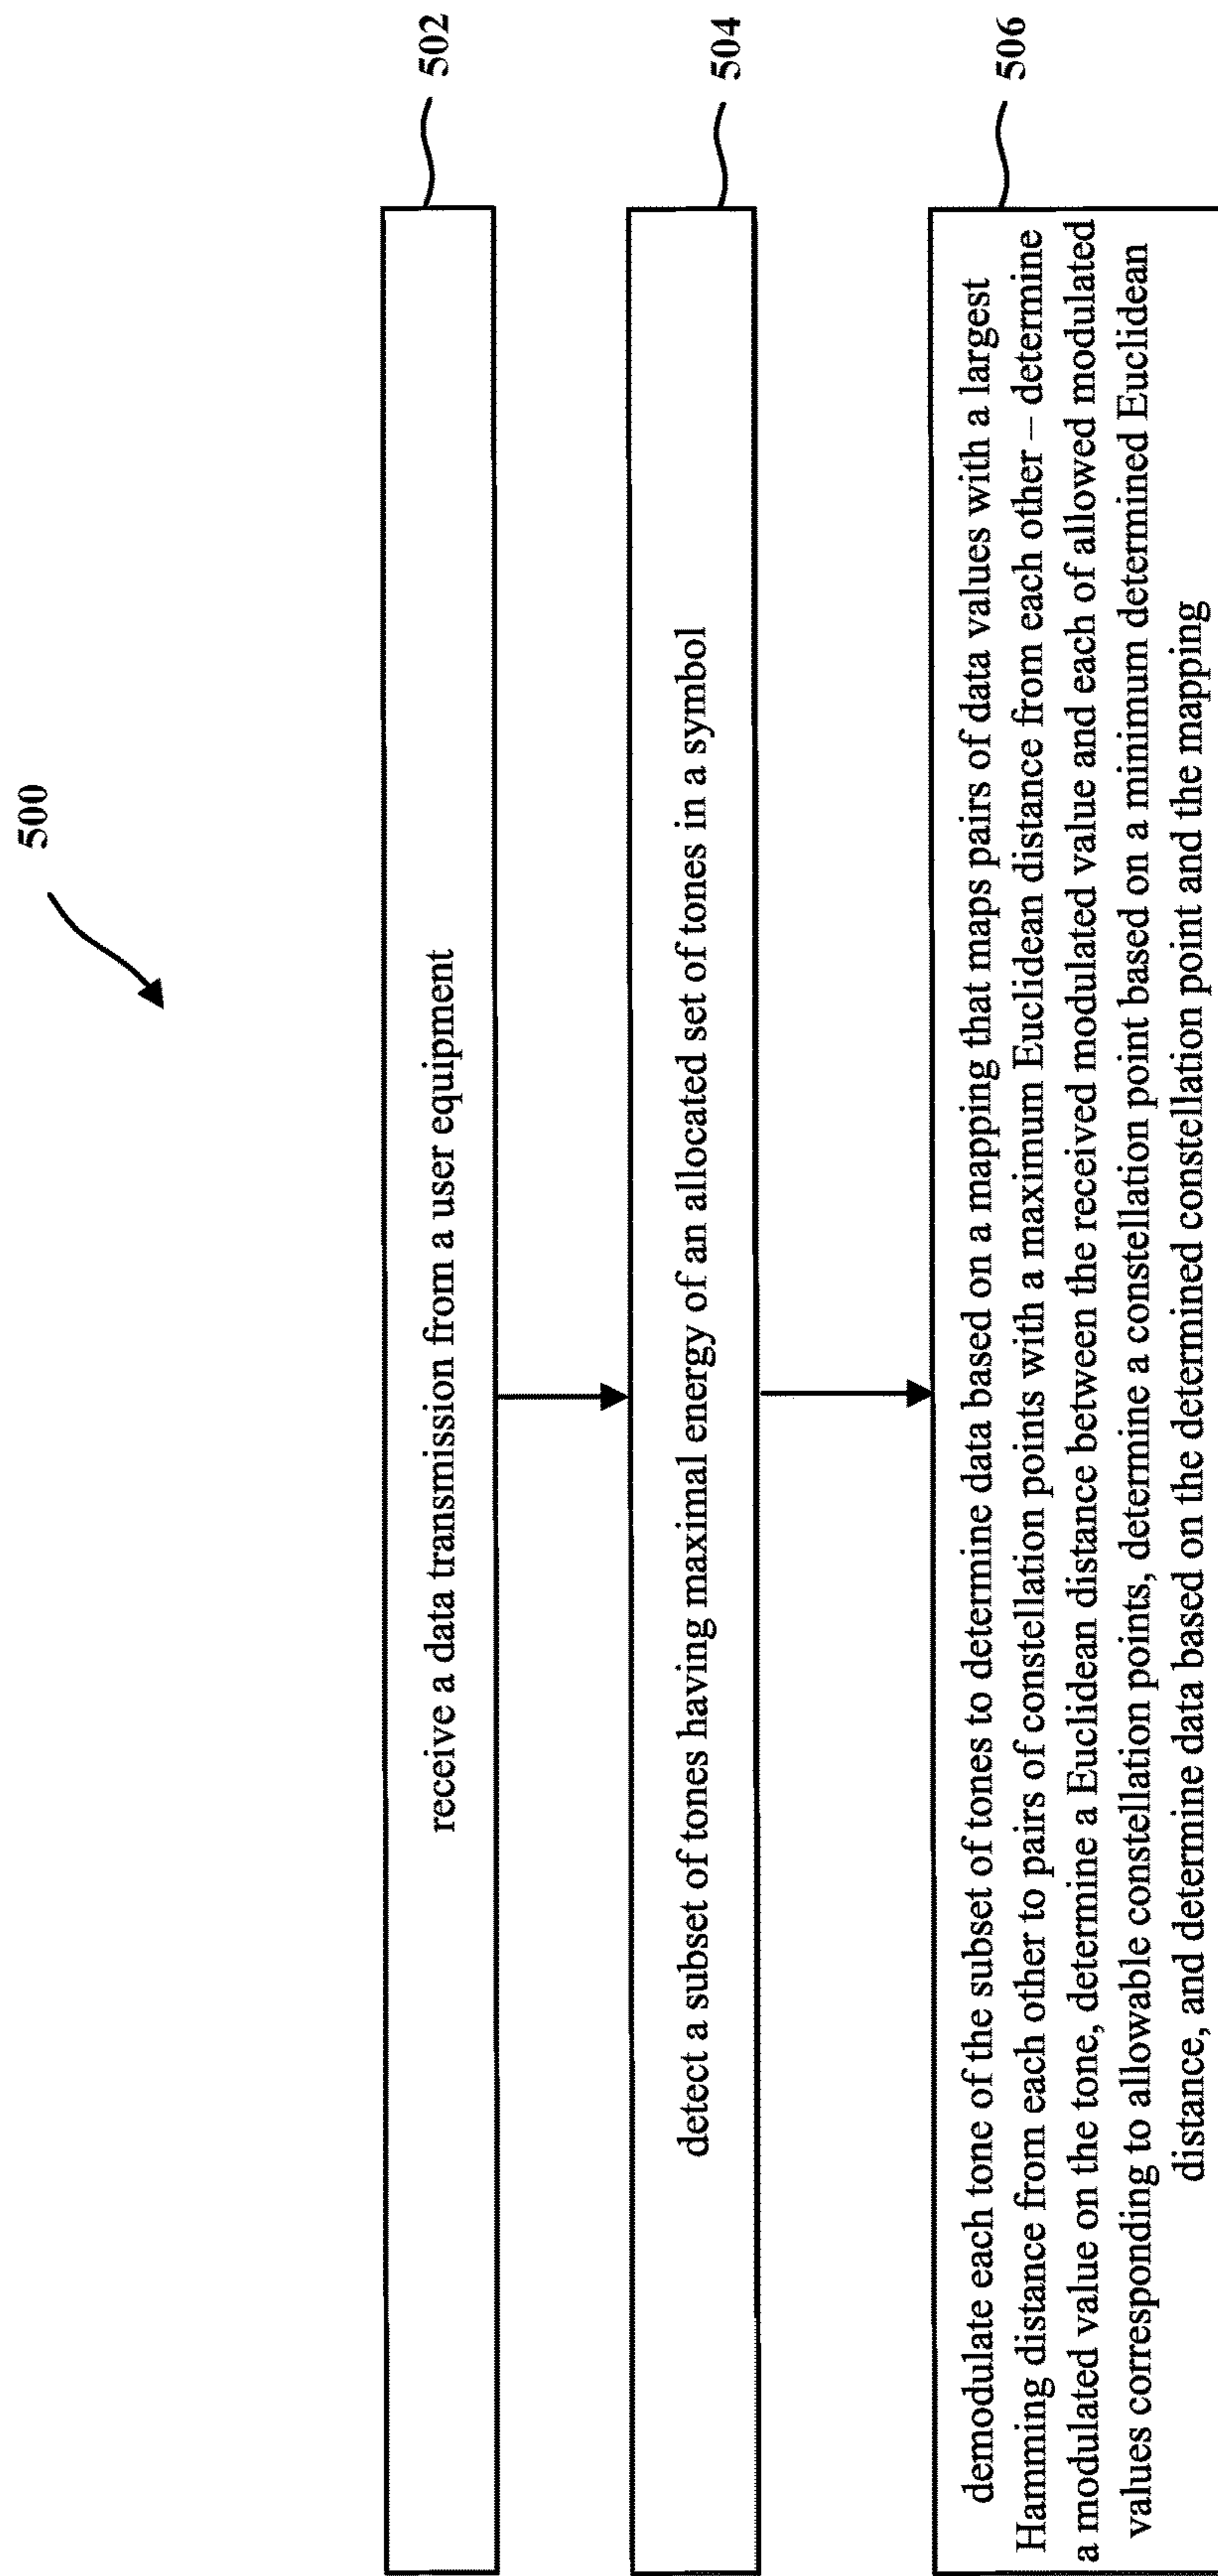 500
502
receive a data transmission from a user equipment
504
detect a subset of tones having maximal energy of an allocated set of tones in a symbol
506
demodulate each tone of the subset of tones to determine data based on a mapping that maps pairs of data values with a largest
Hamming distance from each other to pairs of constellation points with a maximum Euclidean distance from each other – determine
a modulated value on the tone, determine a Euclidean distance between the received modulated value and each of allowed modulated
values corresponding to allowable constellation points, determine a constellation point based on a minimum determined Euclidean
distance, and determine data based on the determined constellation point and the mapping